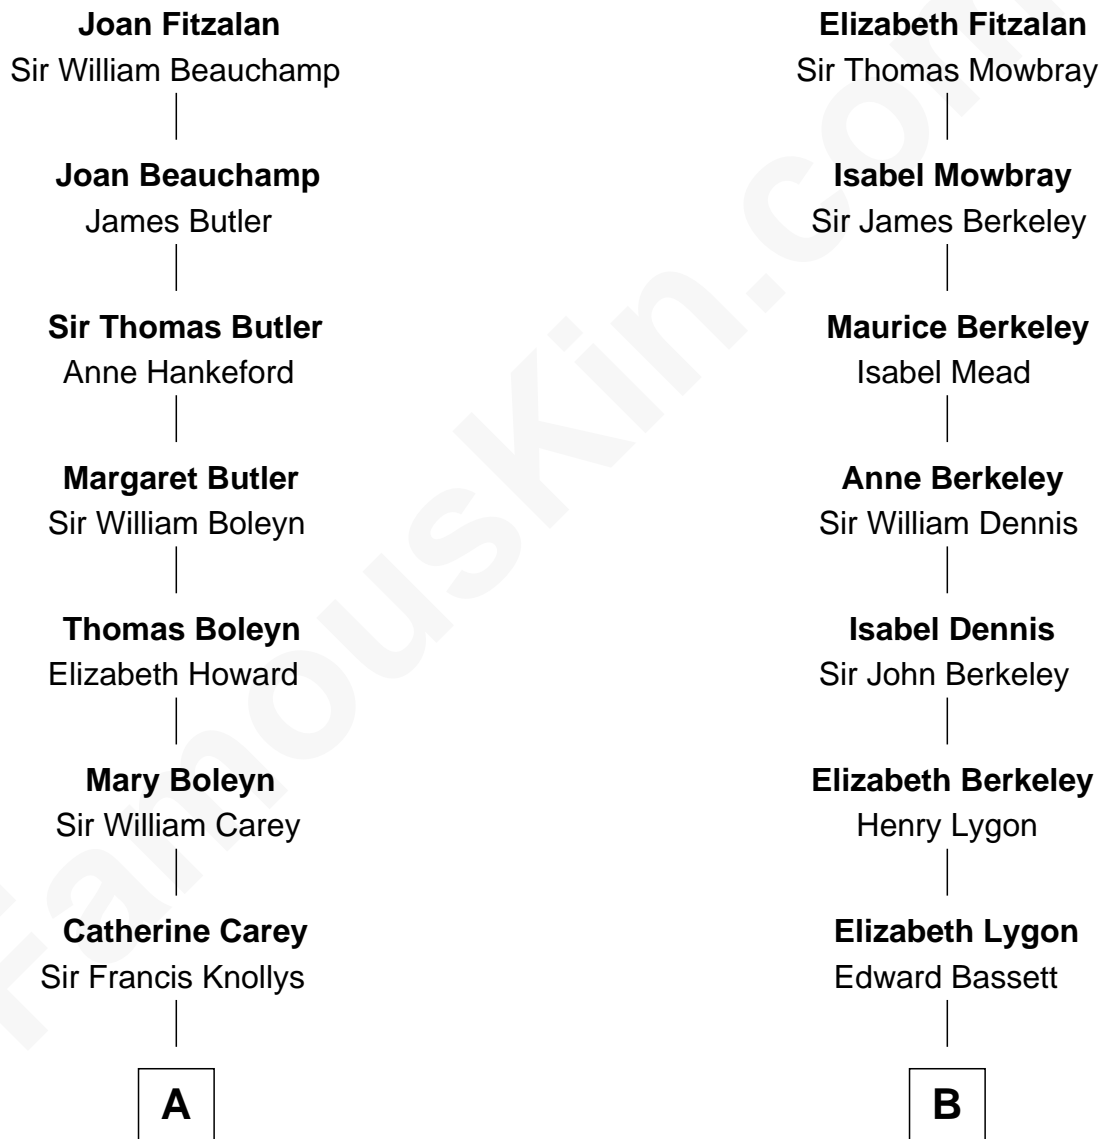 Joan Fitzalan
Sir William Beauchamp
Joan Beauchamp
James Butler
Sir Thomas Butler
Anne Hankeford
Margaret Butler
Sir William Boleyn
Thomas Boleyn
Elizabeth Howard
Mary Boleyn
Sir William Carey
Catherine Carey
Sir Francis Knollys
A
Elizabeth Fitzalan
Sir Thomas Mowbray
Isabel Mowbray
Sir James Berkeley
Maurice Berkeley
Isabel Mead
Anne Berkeley
Sir William Dennis
Isabel Dennis
Sir John Berkeley
Elizabeth Berkeley
Henry Lygon
Elizabeth Lygon
Edward Bassett
B
FamousKin.com